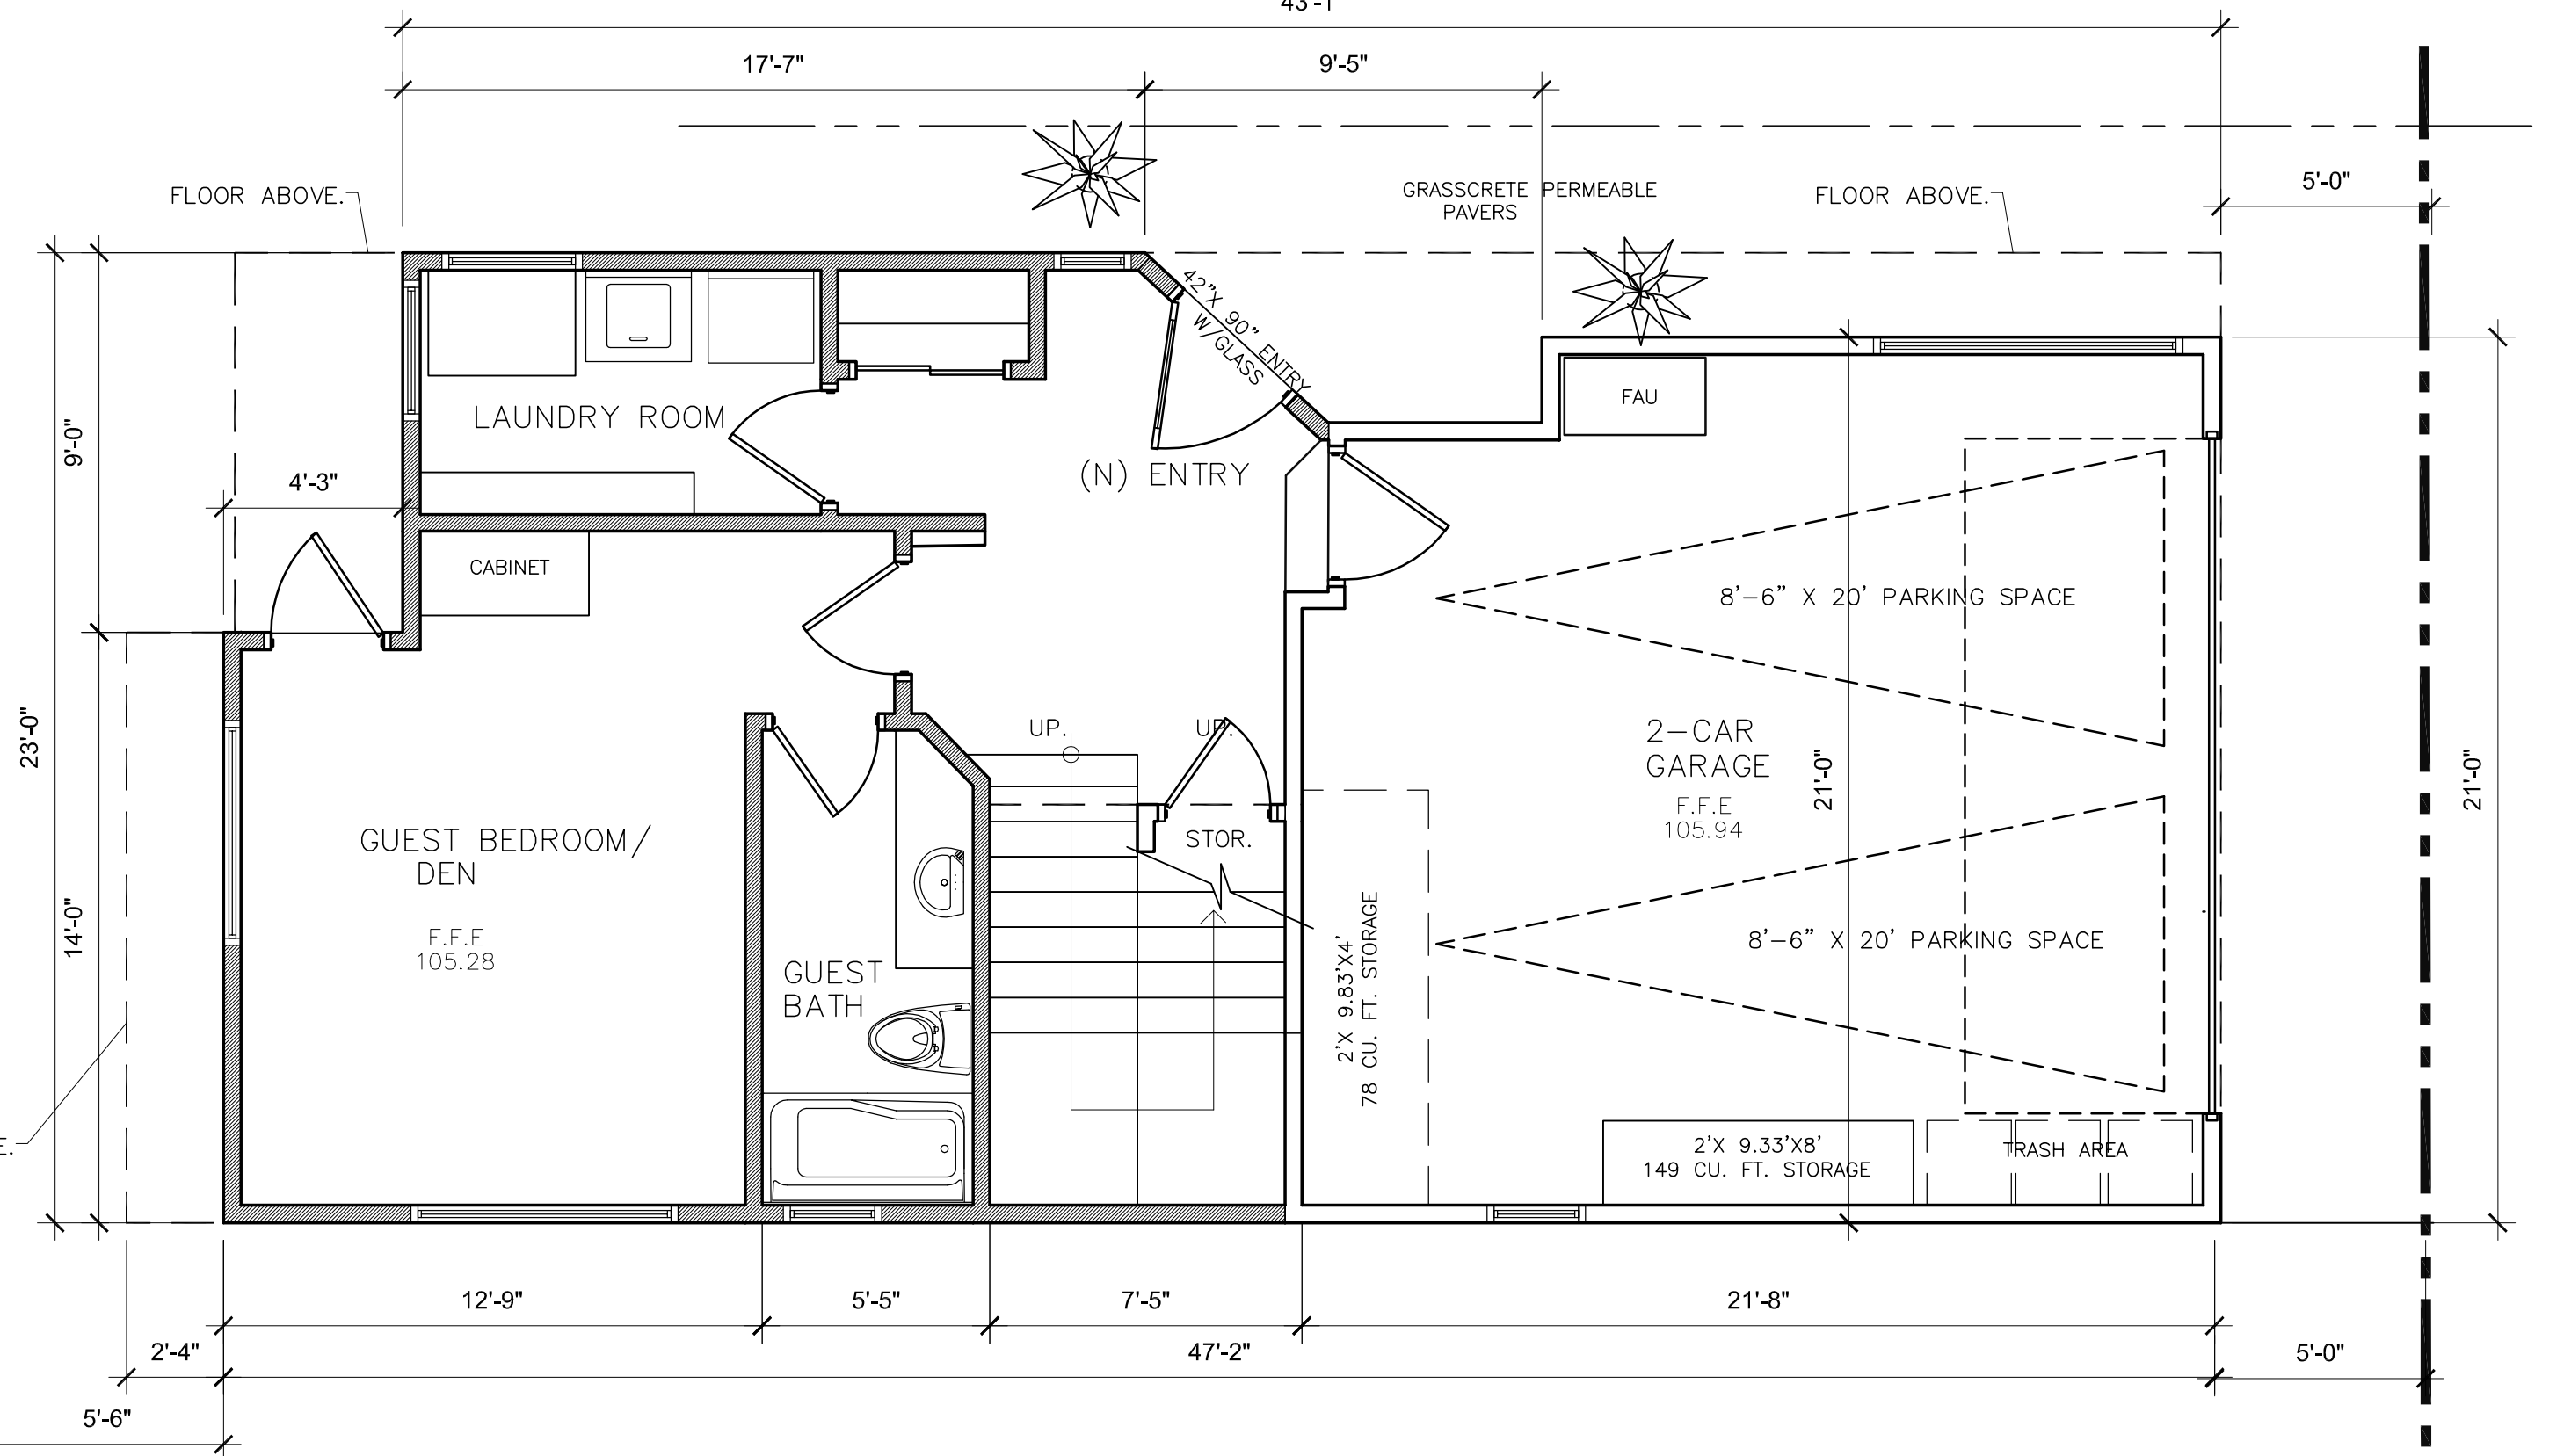 43'-1
17'-7"
9'-5"
FLOOR ABOVE.
GRASSCRETE PERMEABLE
PAVERS
FLOOR ABOVE.
5'-0"
42"X 90" ENTRY
W/GLASS
FAU
LAUNDRY ROOM
(N) ENTRY
9'-0"
4'-3"
CABINET
8'-6" X 20' PARKING SPACE
UP.
UP.
2-CAR
GARAGE
F.F.E
105.94
21'-0"
21'-0"
23'-0"
14'-0"
GUEST BEDROOM/
DEN
F.F.E
105.28
STOR.
GUEST
BATH
2'X 9.83'X4'
78 CU. FT. STORAGE
8'-6" X 20' PARKING SPACE
E.
2'X 9.33'X8'
149 CU. FT. STORAGE
TRASH AREA
12'-9"
5'-5"
7'-5"
21'-8"
2'-4"
47'-2"
5'-0"
5'-6"